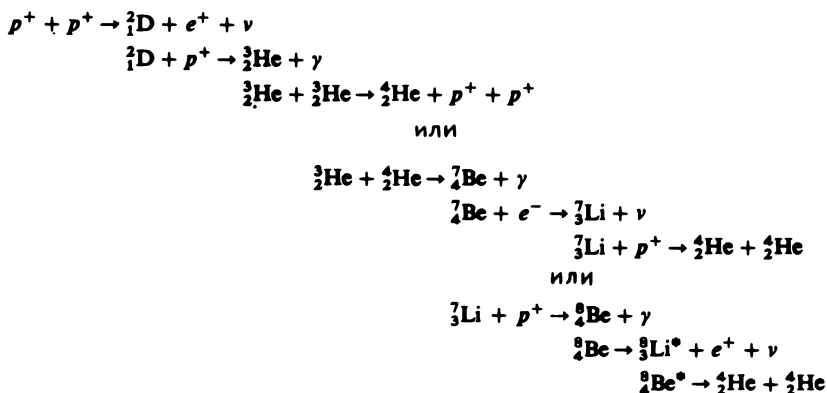 p⁺ + p⁺ → ²₁D + e⁺ + ν
²₁D + p⁺ → ³₂He + γ
³₂He + ³₂He → ⁴₂He + p⁺ + p⁺
или
³₂He + ⁴₂He → ⁷₄Be + γ
⁷₄Be + e⁻ → ⁷₃Li + ν
⁷₃Li + p⁺ → ⁴₂He + ⁴₂He
или
⁷₃Li + p⁺ → ⁸₄Be + γ
⁸₄Be → ⁸₃Li* + e⁺ + ν
⁸₄Be* → ⁴₂He + ⁴₂He